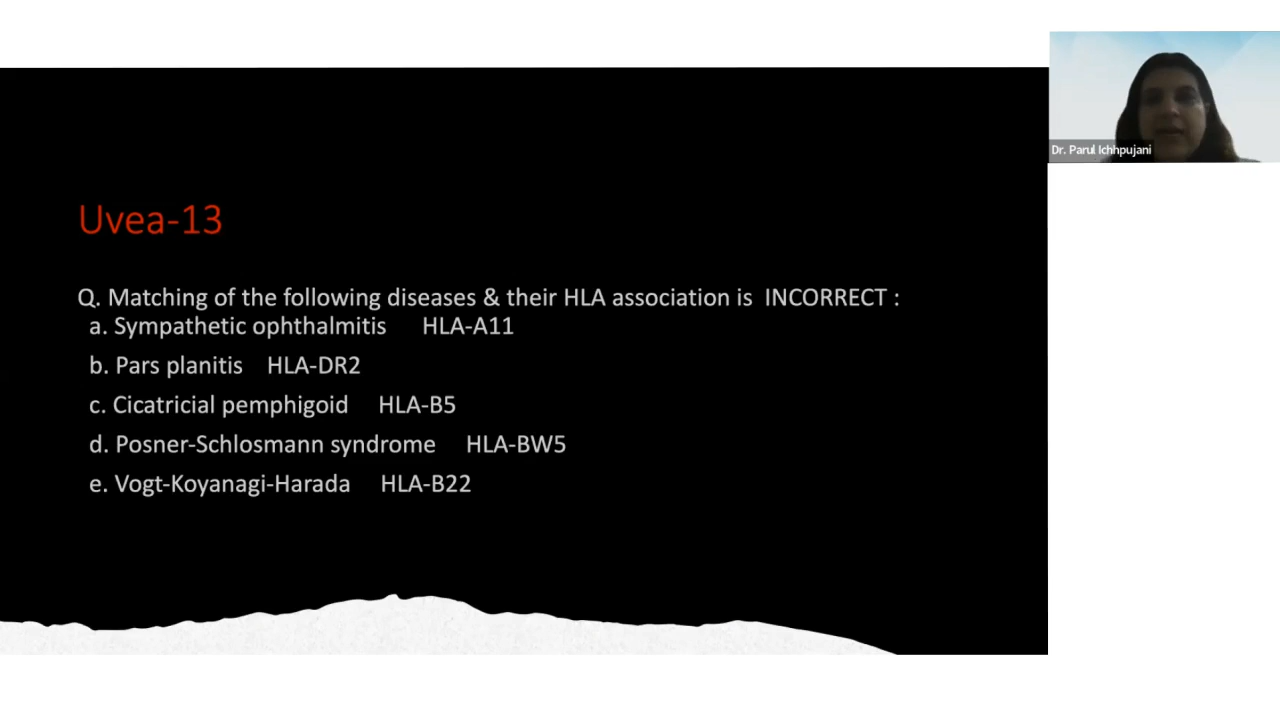 Dr. Parul Ichhpujani
Uvea-13
Q. Matching of the following diseases & their HLA association is INCORRECT :
a. Sympathetic ophthalmitis HLA-A11
b. Pars planitis HLA-DR2
c. Cicatricial pemphigoid HLA-B5
d. Posner-Schlosmann syndrome HLA-BW5
e. Vogt-Koyanagi-Harada HLA-B22